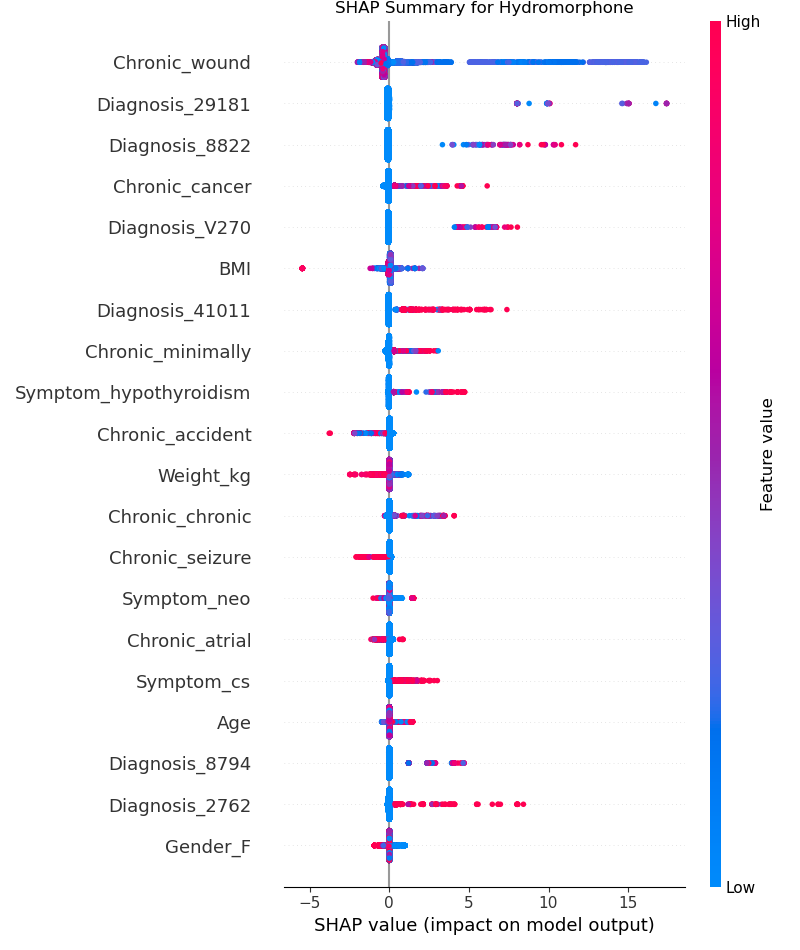 SHAP Summary for Hydromorphone
High
Chronic_wound
Diagnosis_29181
Diagnosis_8822
Chronic_cancer
Diagnosis_V270
BMI
Diagnosis_41011
Chronic_minimally
Symptom_hypothyroidism
Chronic_accident
Weight_kg
Chronic_chronic
Chronic_seizure
Symptom_neo
Chronic_atrial
Symptom_cs
Age
Diagnosis_8794
Diagnosis_2762
Gender_F
Feature value
Low
−5 0 5 10 15
SHAP value (impact on model output)